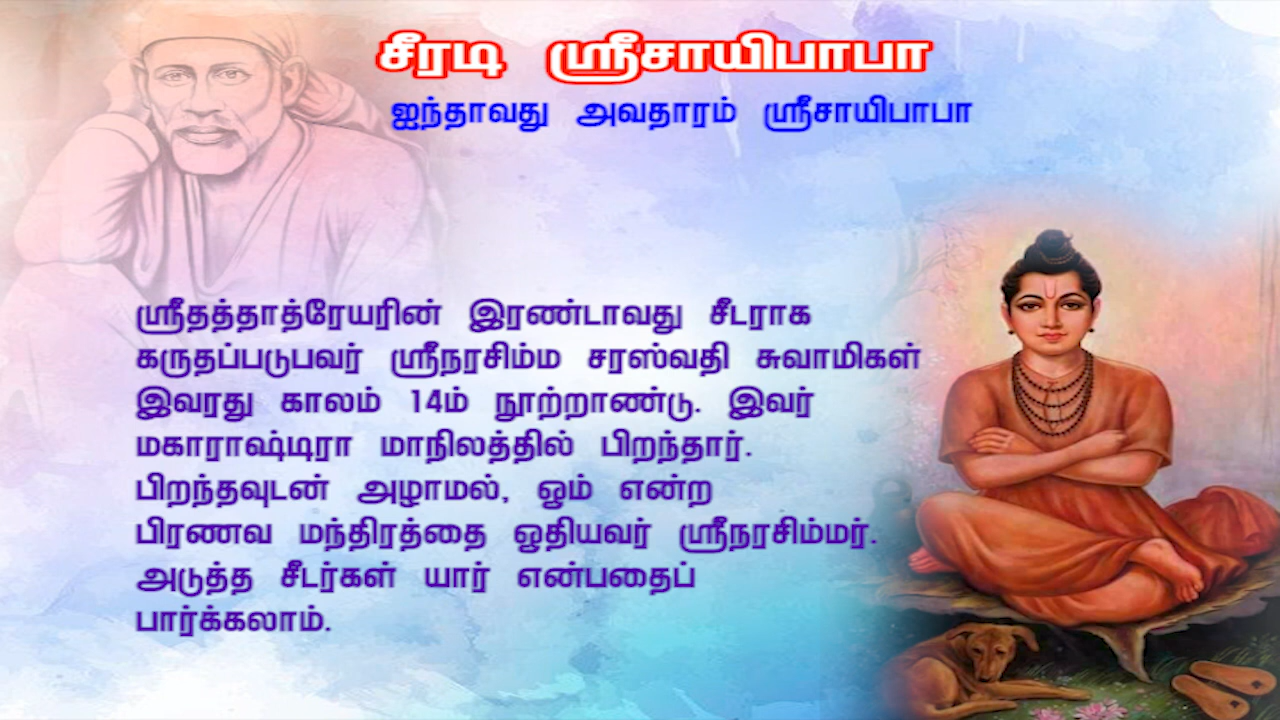 சீரடி ஸ்ரீசாயிபாபா
ஐந்தாவது அவதாரம் ஸ்ரீசாயிபாபா
ஸ்ரீதத்தாத்ரேயரின் இரண்டாவது சீடராக
கருதப்படுபவர் ஸ்ரீநரசிம்ம சரஸ்வதி சுவாமிகள்
இவரது காலம் 14ம் நூற்றாண்டு. இவர்
மகாராஷ்டிரா மாநிலத்தில் பிறந்தார்.
பிறந்தவுடன் அழாமல், ஓம் என்ற
பிரணவ மந்திரத்தை ஓதியவர் ஸ்ரீநரசிம்மர்.
அடுத்த சீடர்கள் யார் என்பதைப்
பார்க்கலாம்.